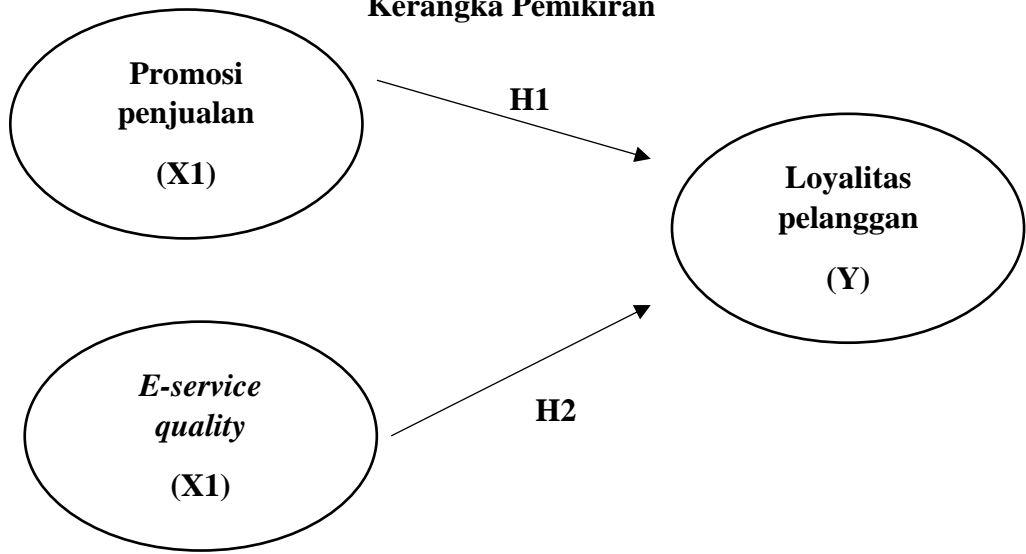 Kerangka Pemikiran
Promosi
penjualan
(X1)
H1
Loyalitas
pelanggan
(Y)
E-service
quality
(X1)
H2